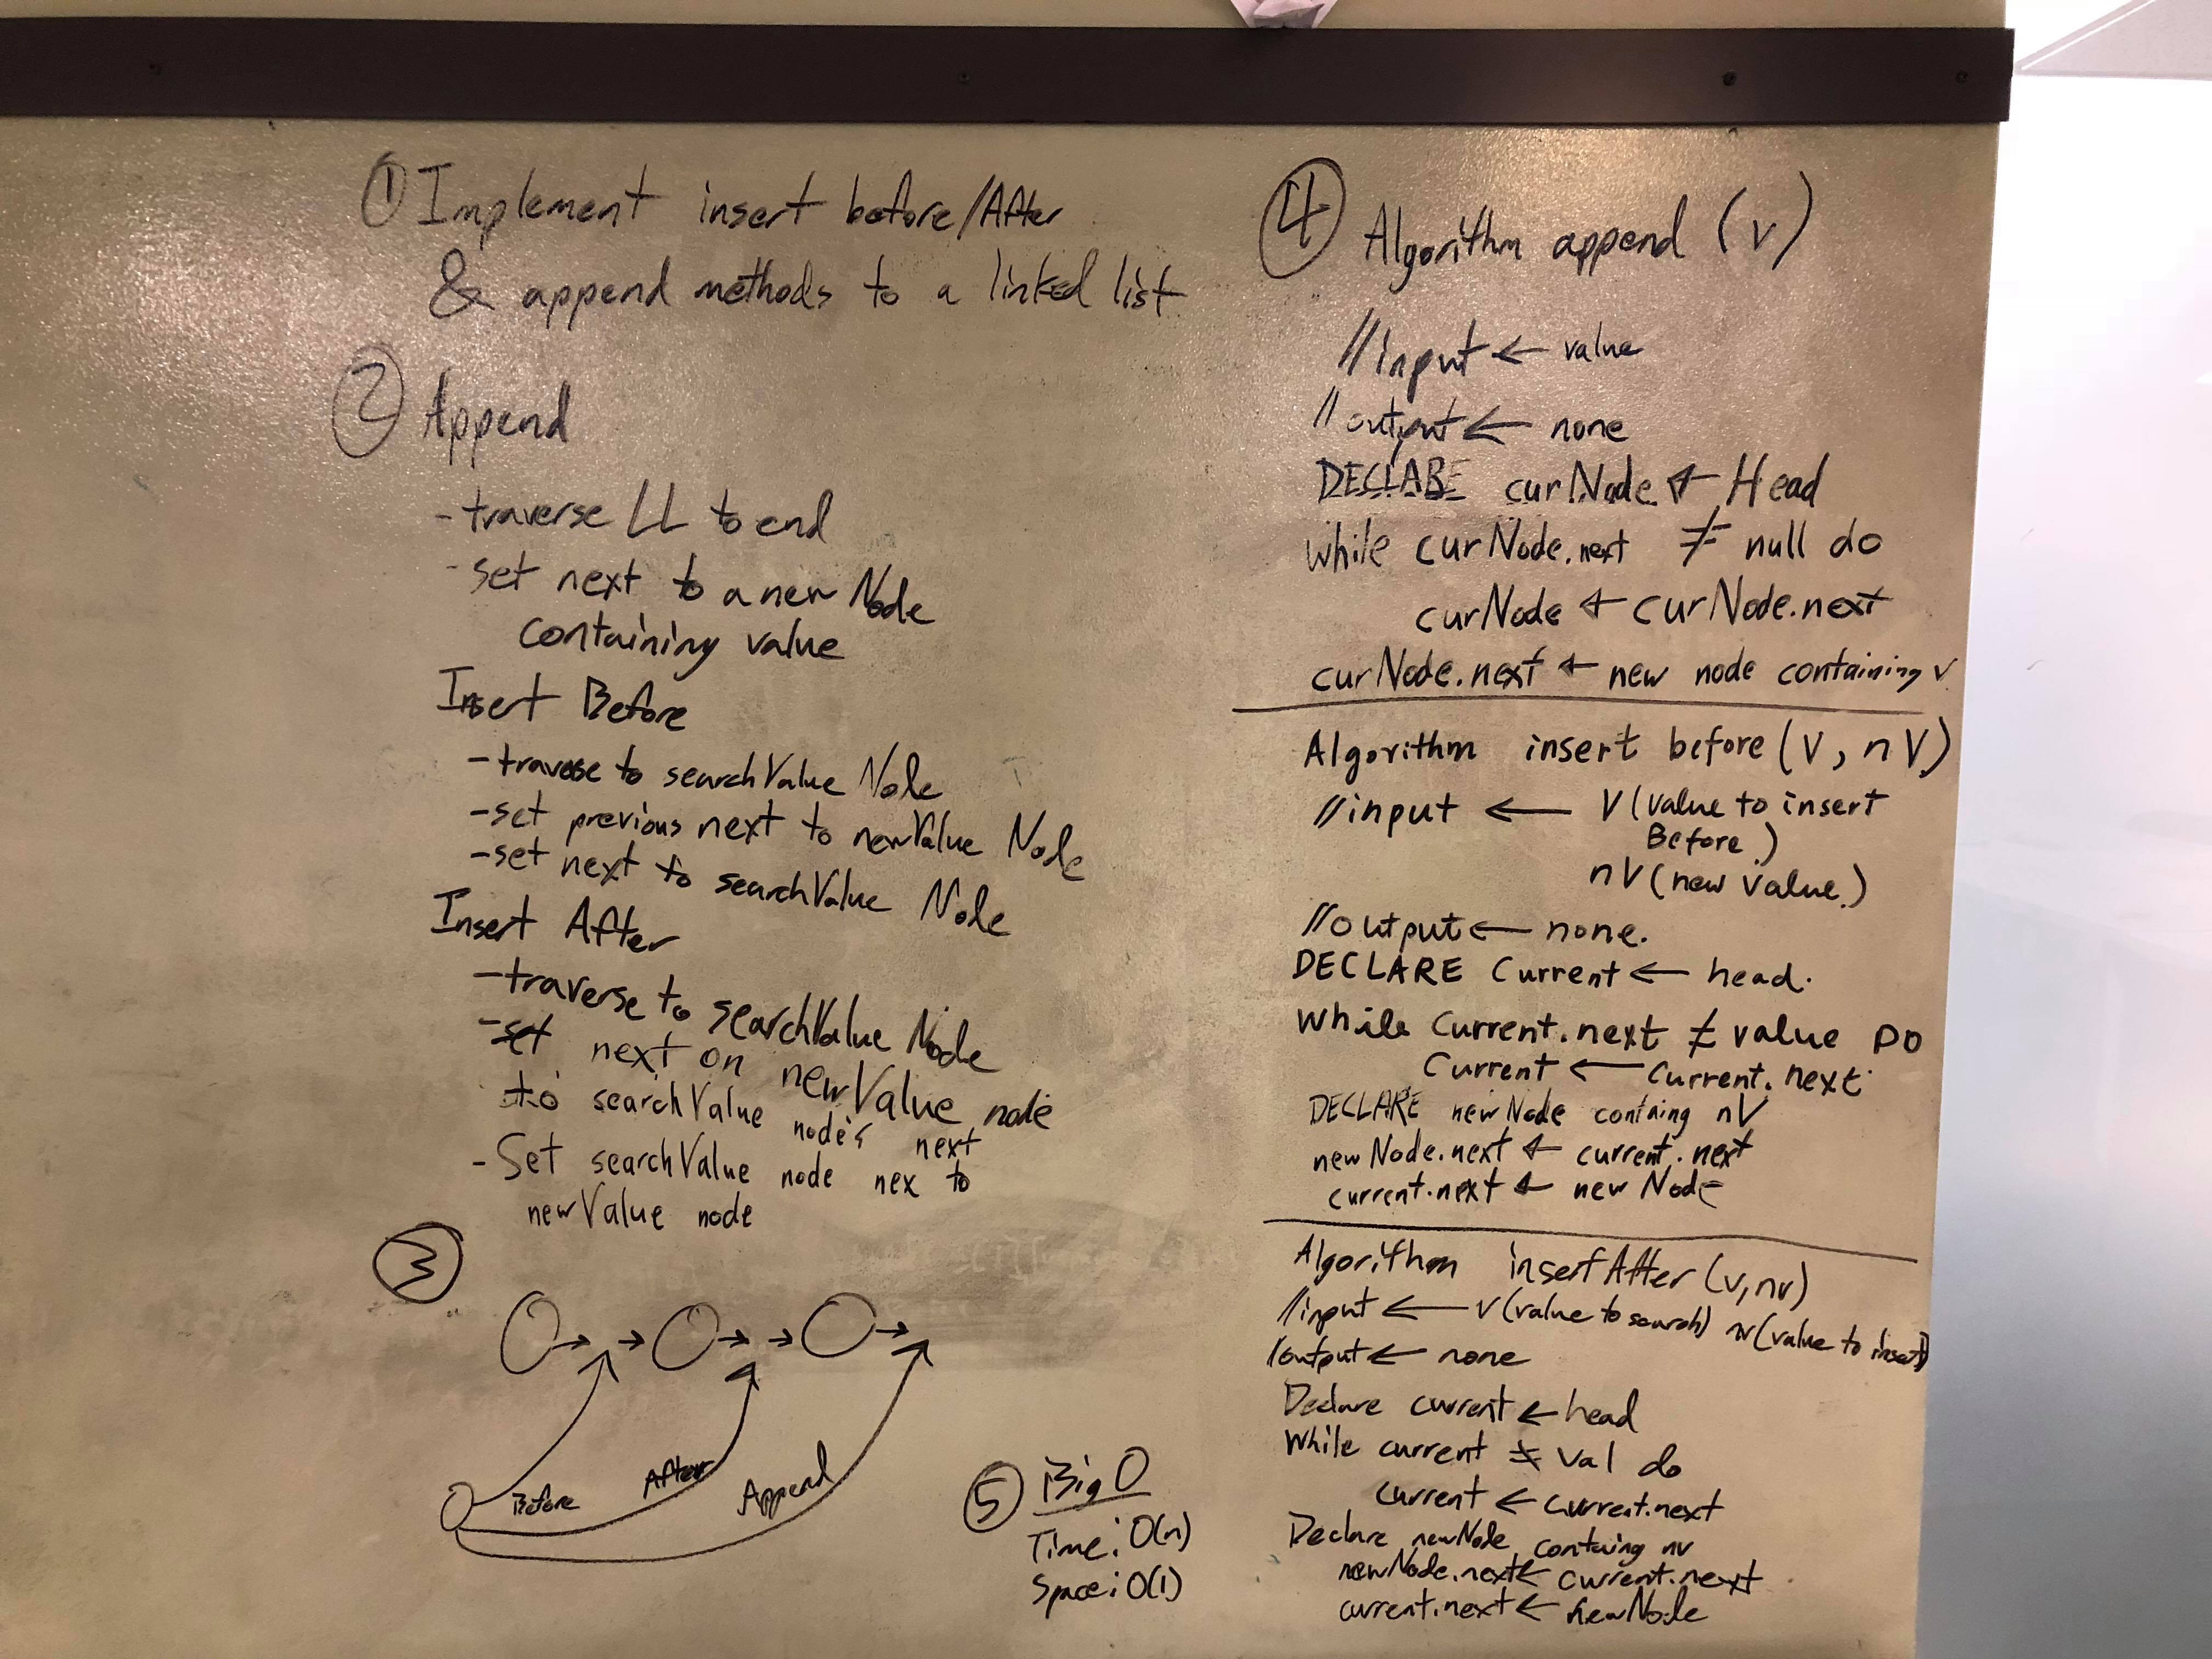 ① Implement insert before/After
& append methods to a linked list
② Append
-traverse LL to end
-set next to a new Node
containing value
Insert Before
-traverse to searchValue Node
-set previous next to newValue Node
-set next to searchValue Node
Insert After
-traverse to searchValue Node
-set next on newValue node
to searchValue node's next
-Set searchValue node nex to
newValue node
③
Before
After
Append
⑤ Big O
Time: O(n)
Space: O(1)
④ Algorithm append (v)
//input ← value
//output ← none
DECLARE curNode ← Head
while curNode.next ≠ null do
curNode ← curNode.next
curNode.next ← new node containing v
Algorithm insert before (V, nV)
//input ← V (value to insert
Before)
nV (new value)
//output ← none.
DECLARE Current ← head.
While Current.next ≠ value DO
Current ← Current.next
DECLARE newNode containg nV
newNode.next ← current.next
current.next ← newNode
Algorithm insertAfter (v, nv)
//input ← v (value to search) nv (value to insert)
//output ← none
Declare current ← head
While current ≠ val do
current ← current.next
Declare newNode containg nv
newNode.next ← current.next
current.next ← newNode